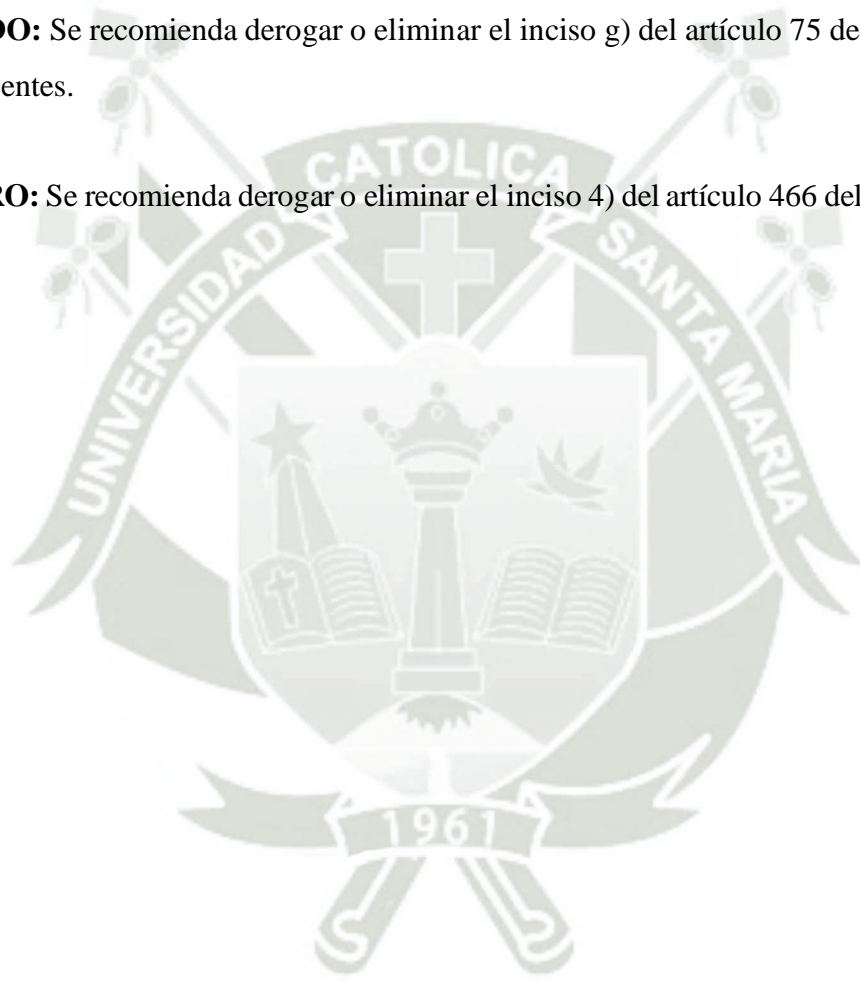 DO: Se recomienda derogar o eliminar el inciso g) del artículo 75 de
entes.
RO: Se recomienda derogar o eliminar el inciso 4) del artículo 466 del
UNIVERSIDAD CATOLICA SANTA MARIA
1961